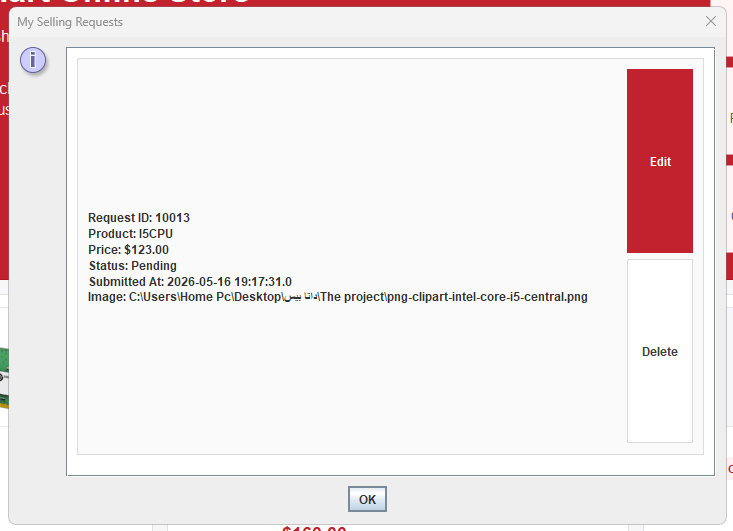 My Selling Requests
Request ID: 10013
Product: I5CPU
Price: $123.00
Status: Pending
Submitted At: 2026-05-16 19:17:31.0
Image: C:\Users\Home Pc\Desktop\داتا بيس\The project\png-clipart-intel-core-i5-central.png
Edit
Delete
OK